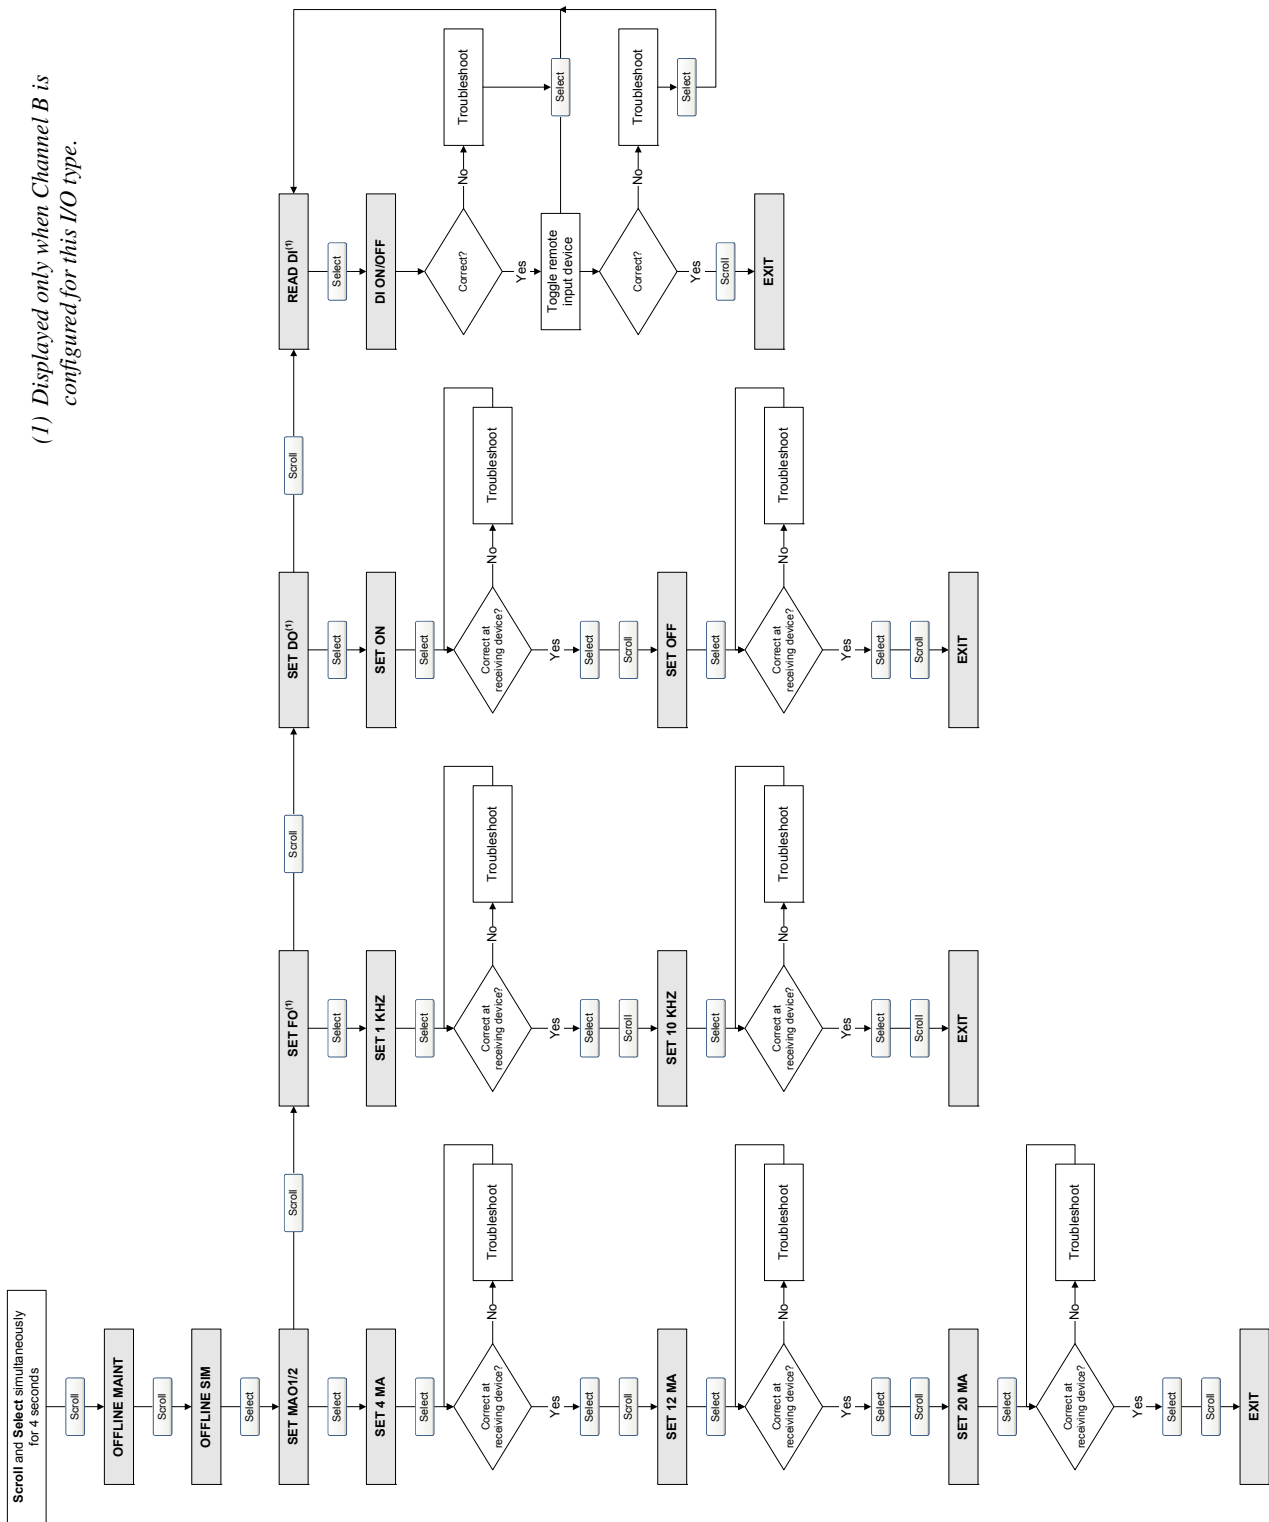 Scroll and Select simultaneously
for 4 seconds
Scroll
OFFLINE MAINT
Scroll
OFFLINE SIM
Select
SET MAO1/2
Select
SET 4 MA
Select
Correct at
receiving device?
No
Troubleshoot
Yes
Select
Scroll
SET 12 MA
Select
Correct at
receiving device?
No
Troubleshoot
Yes
Select
Scroll
SET 20 MA
Select
Correct at
receiving device?
No
Troubleshoot
Yes
Select
Scroll
EXIT
Scroll
SET FO(1)
Select
SET 1 KHZ
Select
Correct at
receiving device?
No
Troubleshoot
Yes
Select
Scroll
SET 10 KHZ
Select
Correct at
receiving device?
No
Troubleshoot
Yes
Select
Scroll
EXIT
Scroll
SET DO(1)
Select
SET ON
Select
Correct at
receiving device?
No
Troubleshoot
Yes
Select
Scroll
SET OFF
Select
Correct at
receiving device?
No
Troubleshoot
Yes
Select
Scroll
EXIT
Scroll
READ DI(1)
Select
DI ON/OFF
Correct?
No
Troubleshoot
Yes
Select
Toggle remote
input device
Correct?
No
Troubleshoot
Select
Yes
Scroll
EXIT
(1) Displayed only when Channel B is
configured for this I/O type.